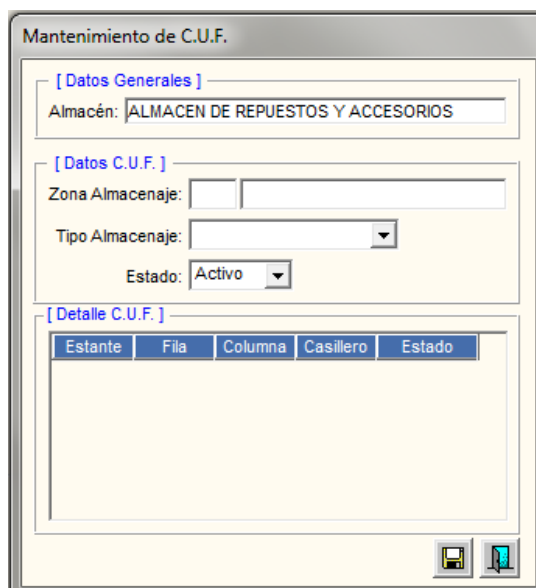 Mantenimiento de C.U.F.
[ Datos Generales ]
Almacén: ALMACEN DE REPUESTOS Y ACCESORIOS
[ Datos C.U.F. ]
Zona Almacenaje:
Tipo Almacenaje:
Estado: Activo
[ Detalle C.U.F. ]
Estante Fila Columna Casillero Estado